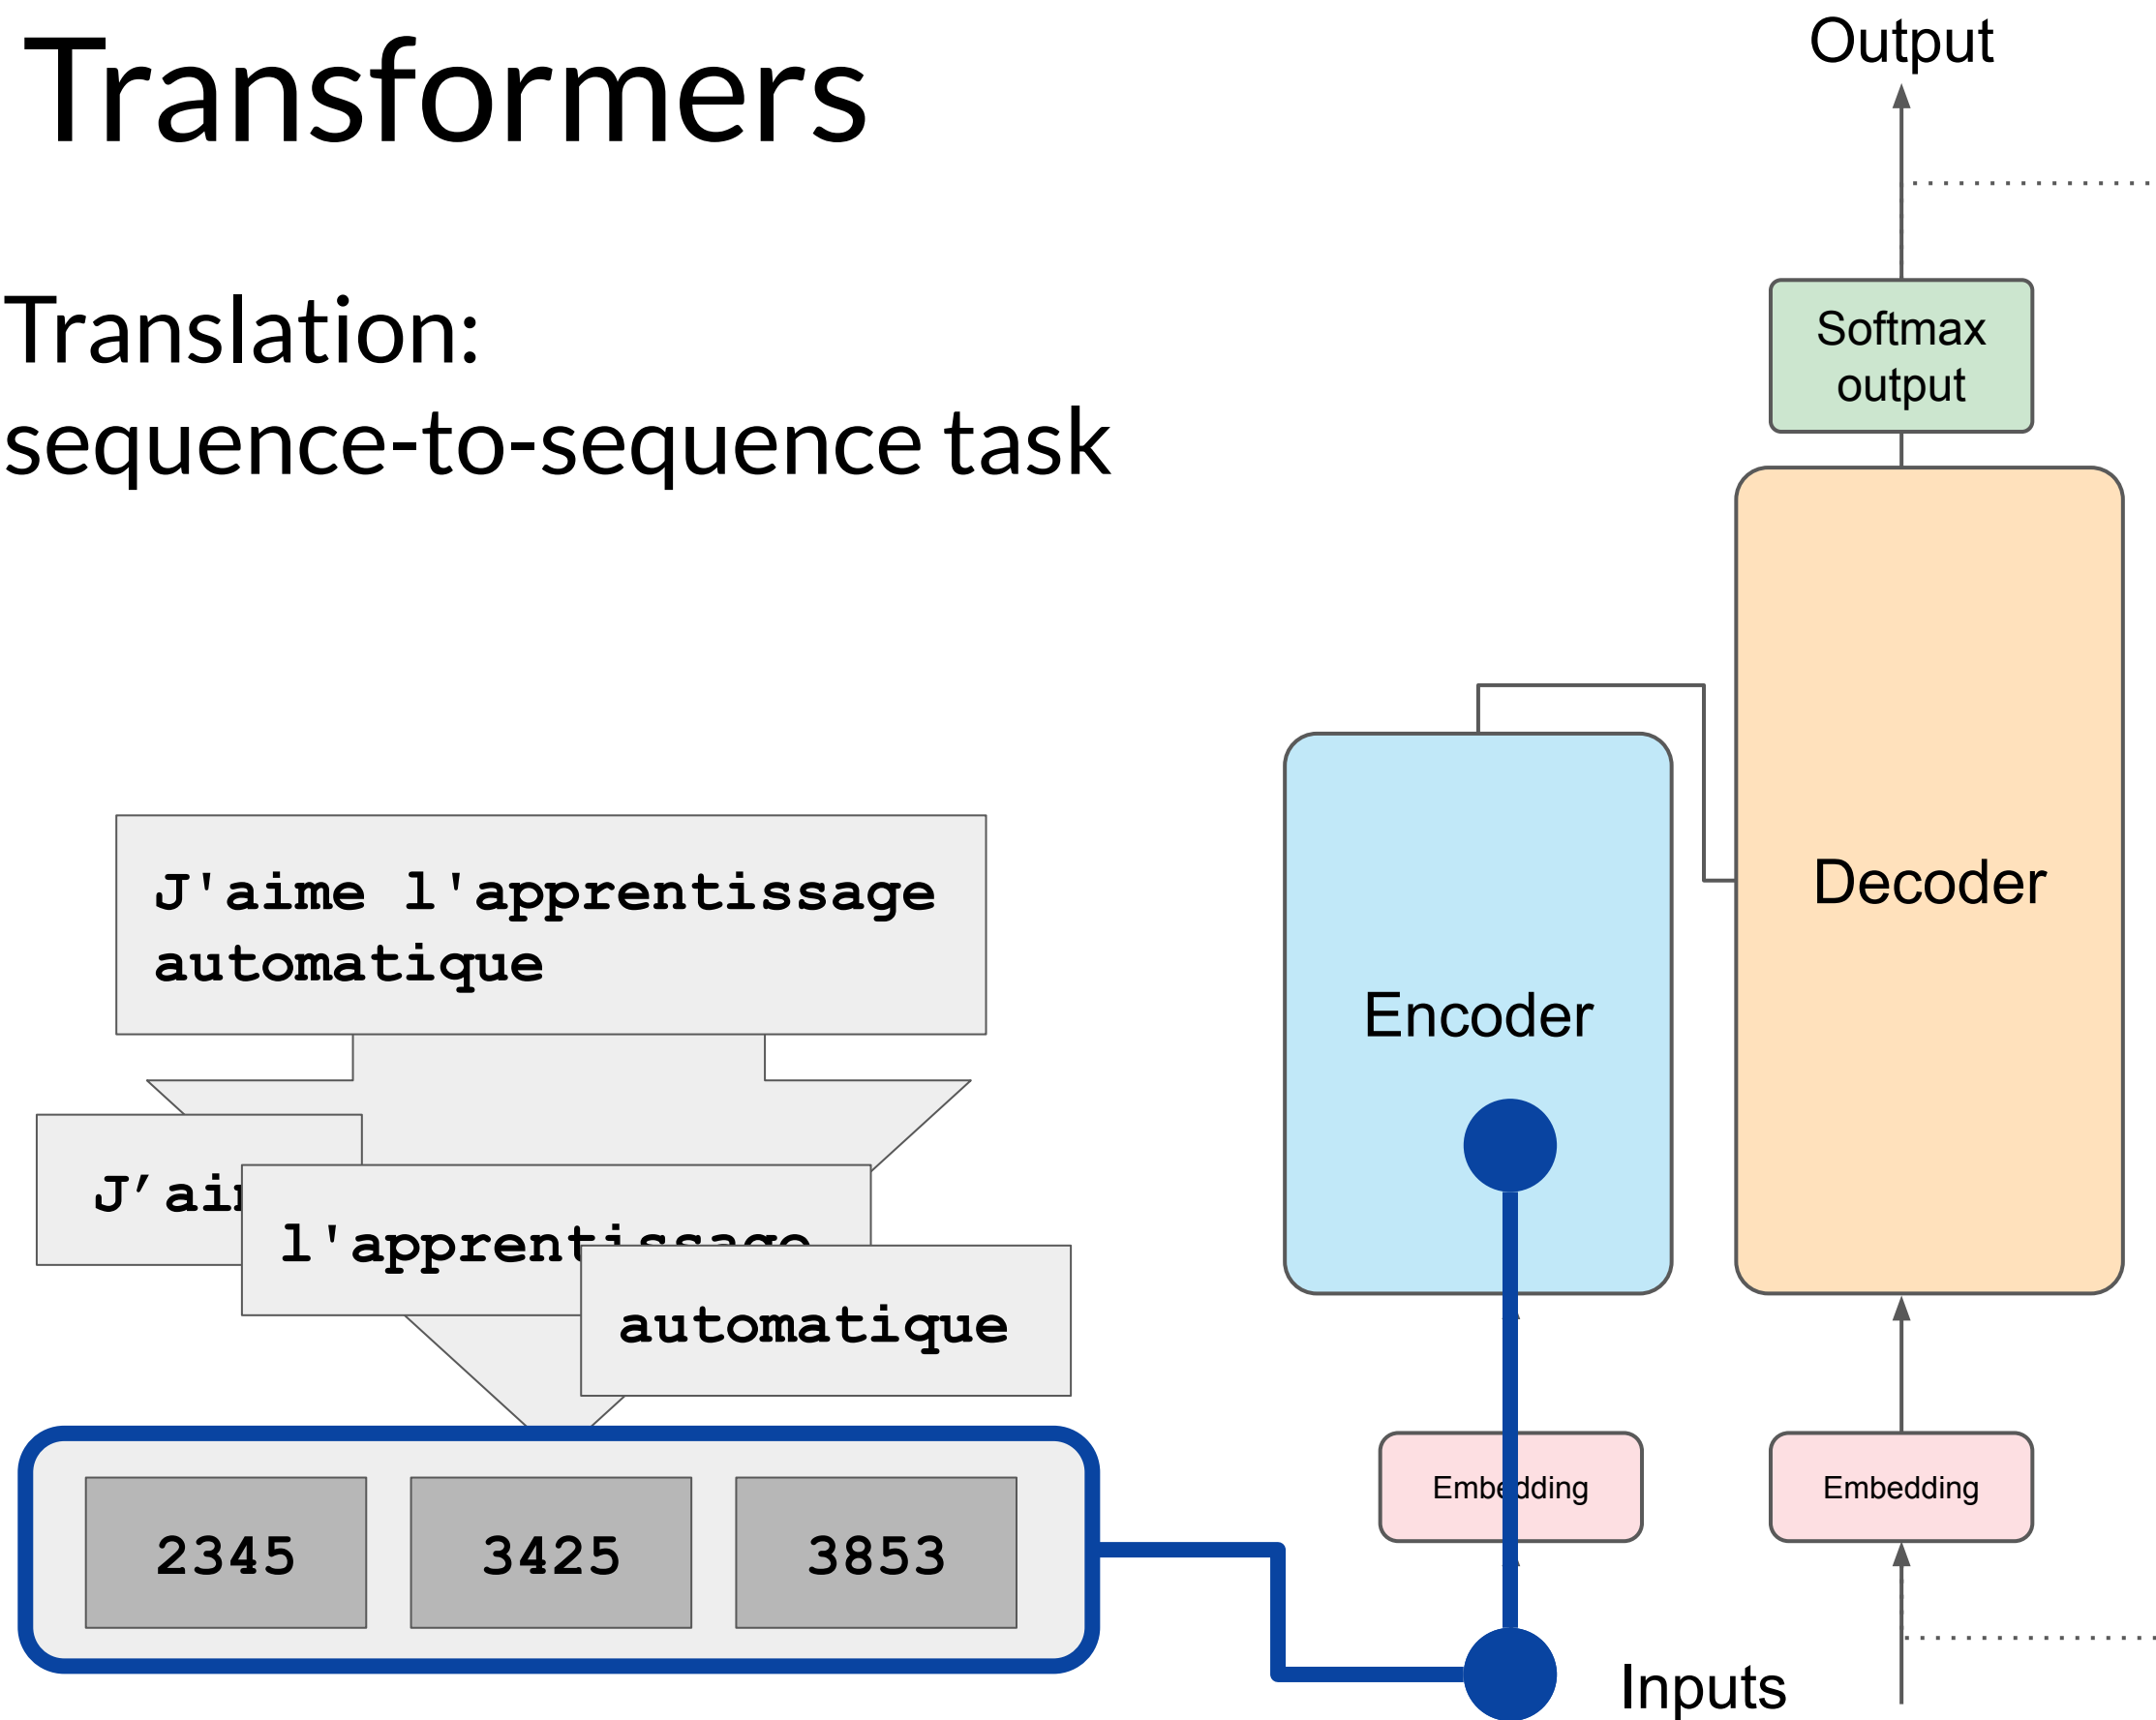 Transformers
Translation:
sequence-to-sequence task
J'aime l'apprentissage
automatique
l'apprentissage
automatique
2345
3425
3853
Output
Softmax
output
Decoder
Encoder
Embedding
Embedding
Inputs